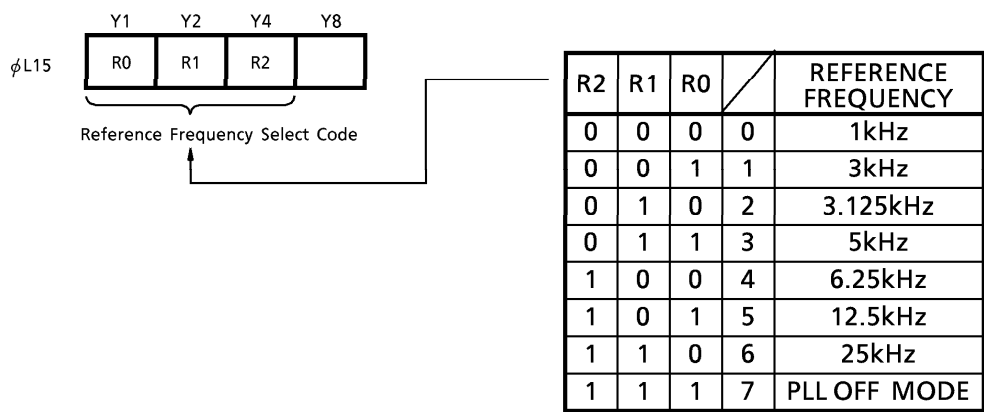 Y1 Y2 Y4 Y8
φL15 R0 R1 R2
Reference Frequency Select Code
R2 R1 R0 REFERENCE FREQUENCY
0 0 0 0 1kHz
0 0 1 1 3kHz
0 1 0 2 3.125kHz
0 1 1 3 5kHz
1 0 0 4 6.25kHz
1 0 1 5 12.5kHz
1 1 0 6 25kHz
1 1 1 7 PLL OFF MODE